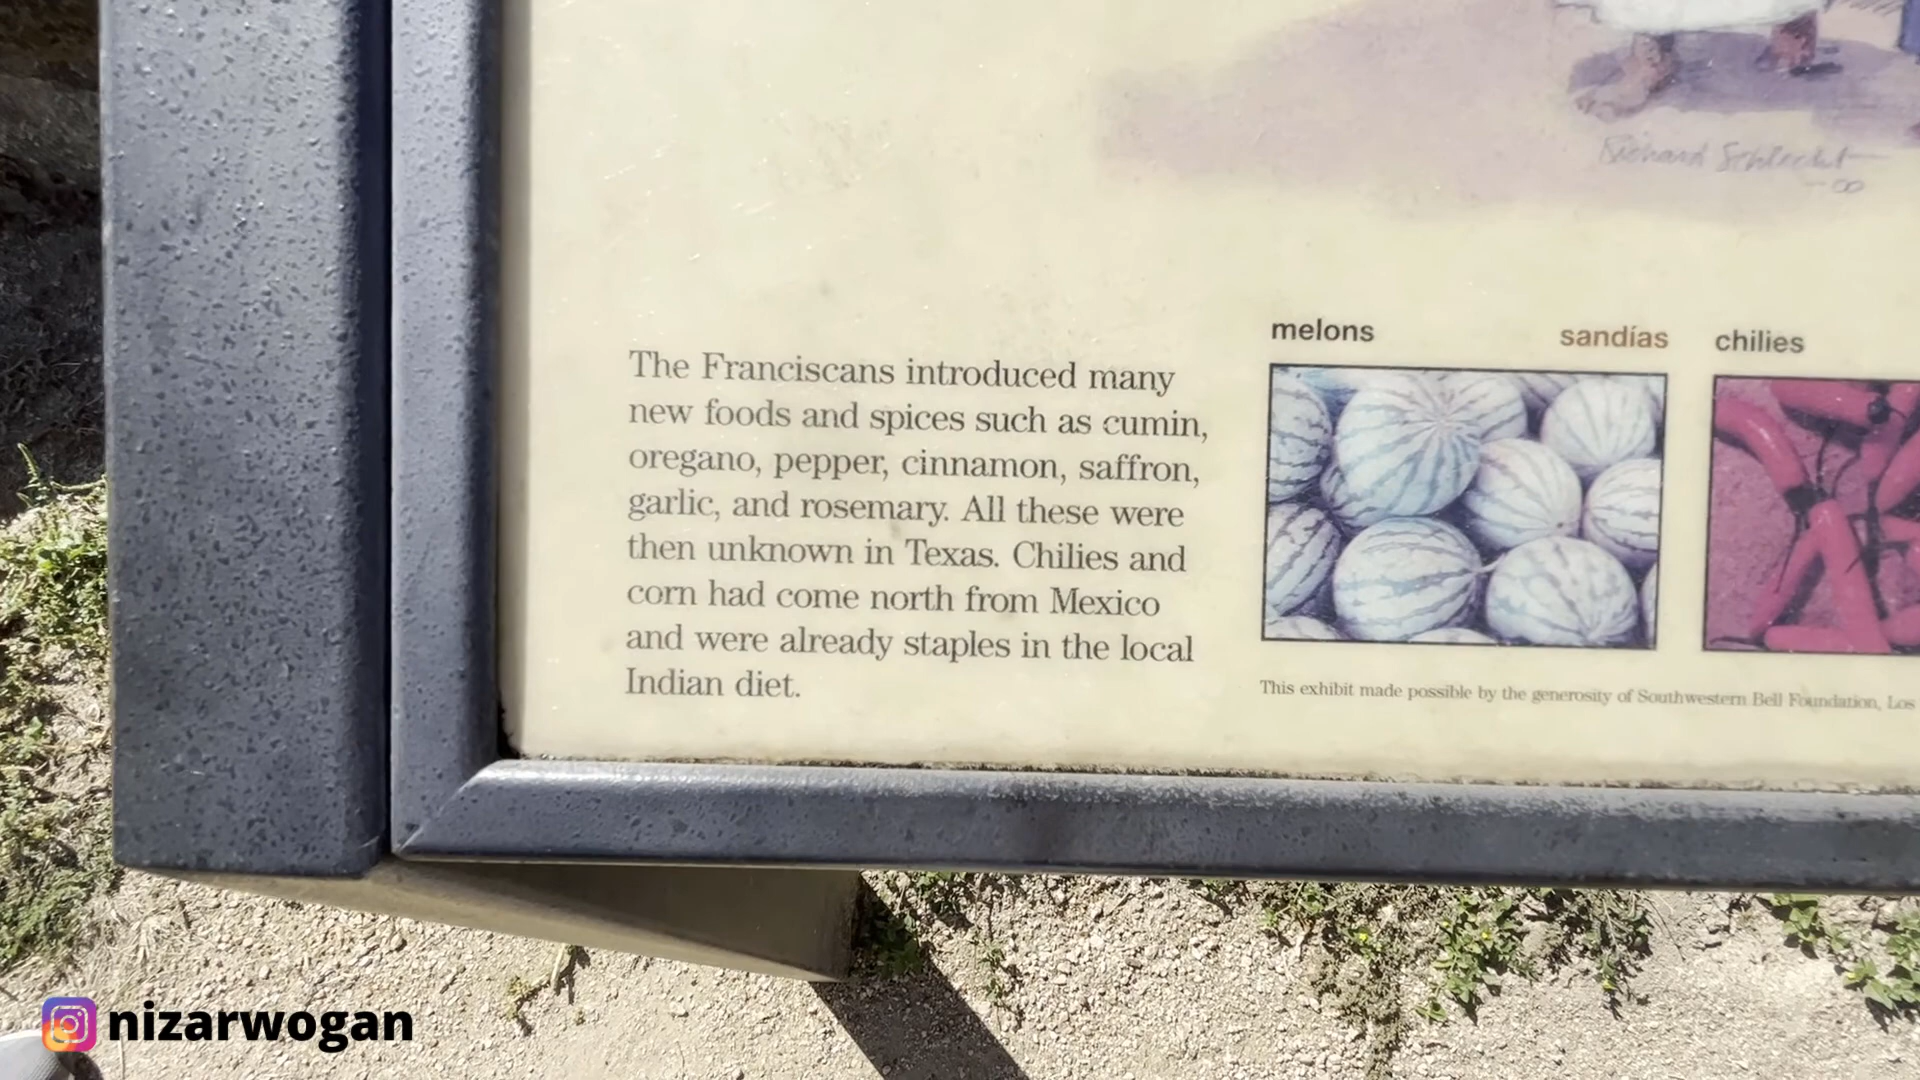 Richard Schlecht
The Franciscans introduced many
new foods and spices such as cumin,
oregano, pepper, cinnamon, saffron,
garlic, and rosemary. All these were
then unknown in Texas. Chilies and
corn had come north from Mexico
and were already staples in the local
Indian diet.
melons sandías
chilies
This exhibit made possible by the generosity of Southwestern Bell Foundation, Los
nizarwogan